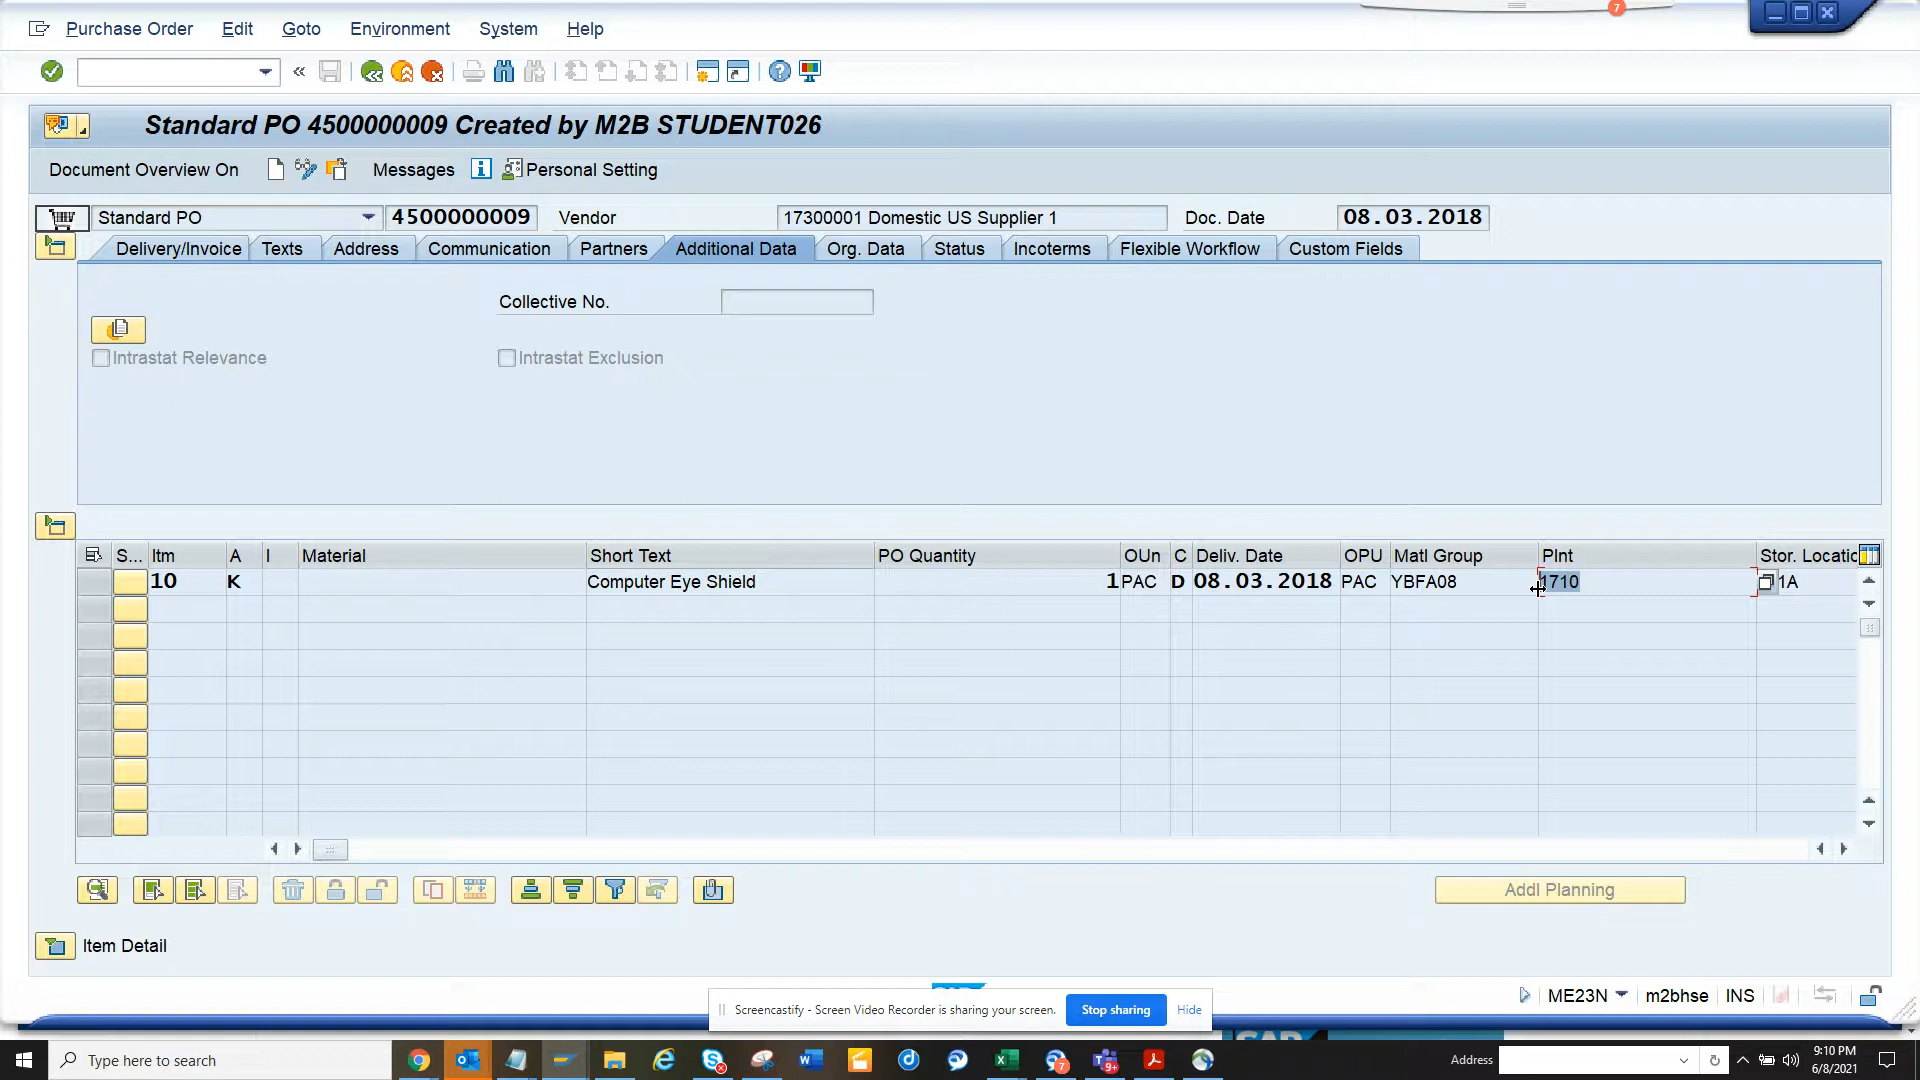 Purchase Order Edit Goto Environment System Help
7
Standard PO 4500000009 Created by M2B STUDENT026
Document Overview On Messages Personal Setting
Standard PO 4500000009 Vendor 17300001 Domestic US Supplier 1 Doc. Date 08.03.2018
Delivery/Invoice Texts Address Communication Partners Additional Data Org. Data Status Incoterms Flexible Workflow Custom Fields
Collective No.
Intrastat Relevance Intrastat Exclusion
S... Itm A I Material Short Text PO Quantity OUn C Deliv. Date OPU Matl Group Plnt Stor. Locatio
10 K Computer Eye Shield 1 PAC D 08.03.2018 PAC YBFA08 1710 1A
Addl Planning
Item Detail
ME23N m2bhse INS
Screencastify - Screen Video Recorder is sharing your screen. Stop sharing Hide
Type here to search Address 9:10 PM
6/8/2021